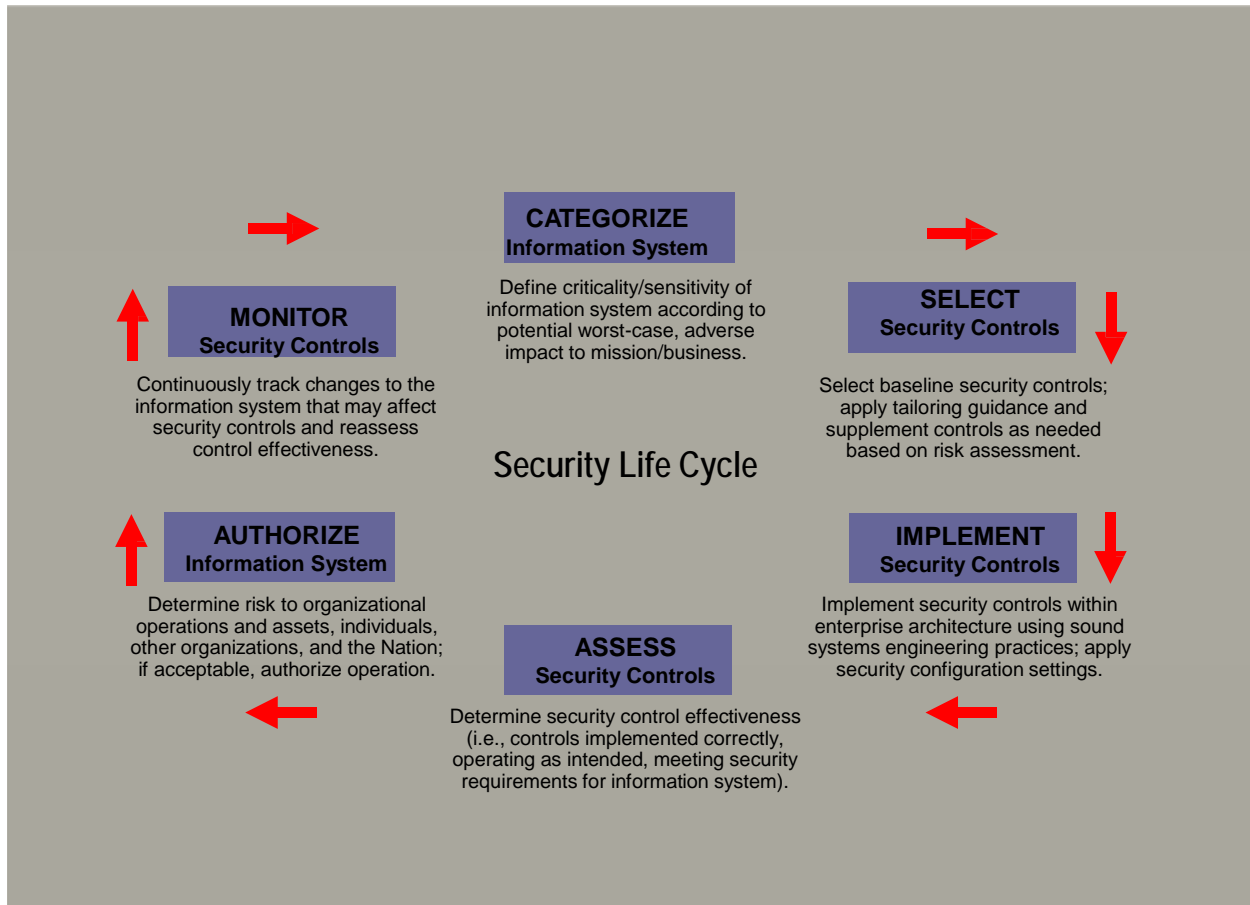 CATEGORIZE
Information System
Define criticality/sensitivity of
information system according to
potential worst-case, adverse
impact to mission/business.
SELECT
Security Controls
Select baseline security controls;
apply tailoring guidance and
supplement controls as needed
based on risk assessment.
IMPLEMENT
Security Controls
Implement security controls within
enterprise architecture using sound
systems engineering practices; apply
security configuration settings.
ASSESS
Security Controls
Determine security control effectiveness
(i.e., controls implemented correctly,
operating as intended, meeting security
requirements for information system).
AUTHORIZE
Information System
Determine risk to organizational
operations and assets, individuals,
other organizations, and the Nation;
if acceptable, authorize operation.
MONITOR
Security Controls
Continuously track changes to the
information system that may affect
security controls and reassess
control effectiveness.
Security Life Cycle